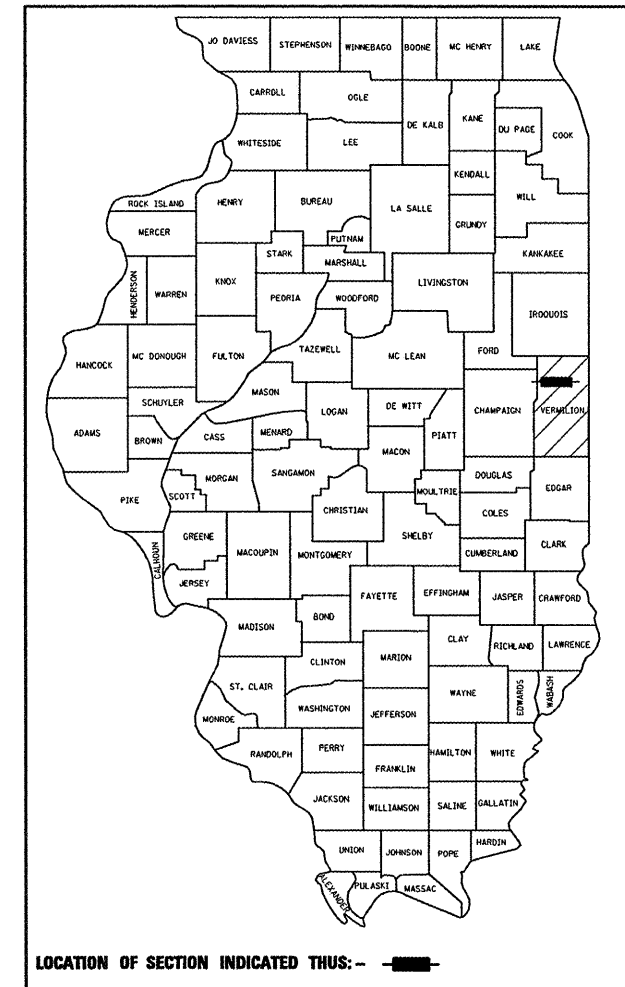 JO DAVIESS
STEPHENSON
WINNEBAGO
BOONE
MC HENRY
LAKE
CARROLL
OGLE
DE KALB
KANE
DU PAGE
COOK
WHITESIDE
LEE
KENDALL
WILL
ROCK ISLAND
HENRY
BUREAU
LA SALLE
GRUNDY
MERCER
PUTNAM
STARK
MARSHALL
KANKAKEE
HENDERSON
WARREN
KNOX
PEORIA
WOODFORD
LIVINGSTON
IROQUOIS
HANCOCK
MC DONOUGH
FULTON
TAZEWELL
MC LEAN
FORD
MASON
SCHUYLER
LOGAN
DE WITT
CHAMPAIGN
VERMILION
ADAMS
BROWN
CASS
MENARD
MACON
PIATT
PIKE
SCOTT
MORGAN
SANGAMON
MOULTRIE
DOUGLAS
EDGAR
CHRISTIAN
COLES
CALHOUN
GREENE
MACOUPIN
MONTGOMERY
SHELBY
CUMBERLAND
CLARK
JERSEY
FAYETTE
EFFINGHAM
JASPER
CRAWFORD
MADISON
BOND
CLAY
RICHLAND
LAWRENCE
CLINTON
MARION
ST. CLAIR
WAYNE
EDWARDS
WABASH
WASHINGTON
JEFFERSON
MONROE
RANDOLPH
PERRY
HAMILTON
WHITE
FRANKLIN
JACKSON
WILLIAMSON
SALINE
GALLATIN
UNION
JOHNSON
POPE
HARDIN
ALEXANDER
PULASKI
MASSAC
LOCATION OF SECTION INDICATED THUS: -